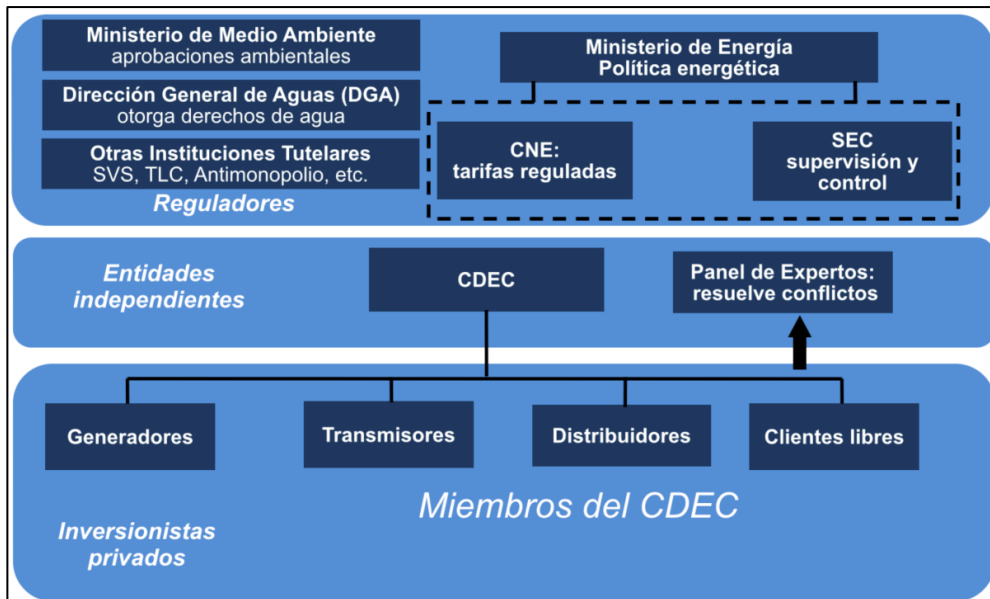 Ministerio de Medio Ambiente
aprobaciones ambientales
Dirección General de Aguas (DGA)
otorga derechos de agua
Otras Instituciones Tutelares
SVS, TLC, Antimonopolio, etc.
Reguladores
Ministerio de Energía
Política energética
CNE:
tarifas reguladas
SEC
supervisión y
control
Entidades
independientes
CDEC
Panel de Expertos:
resuelve conflictos
Generadores
Transmisores
Distribuidores
Clientes libres
Miembros del CDEC
Inversionistas
privados